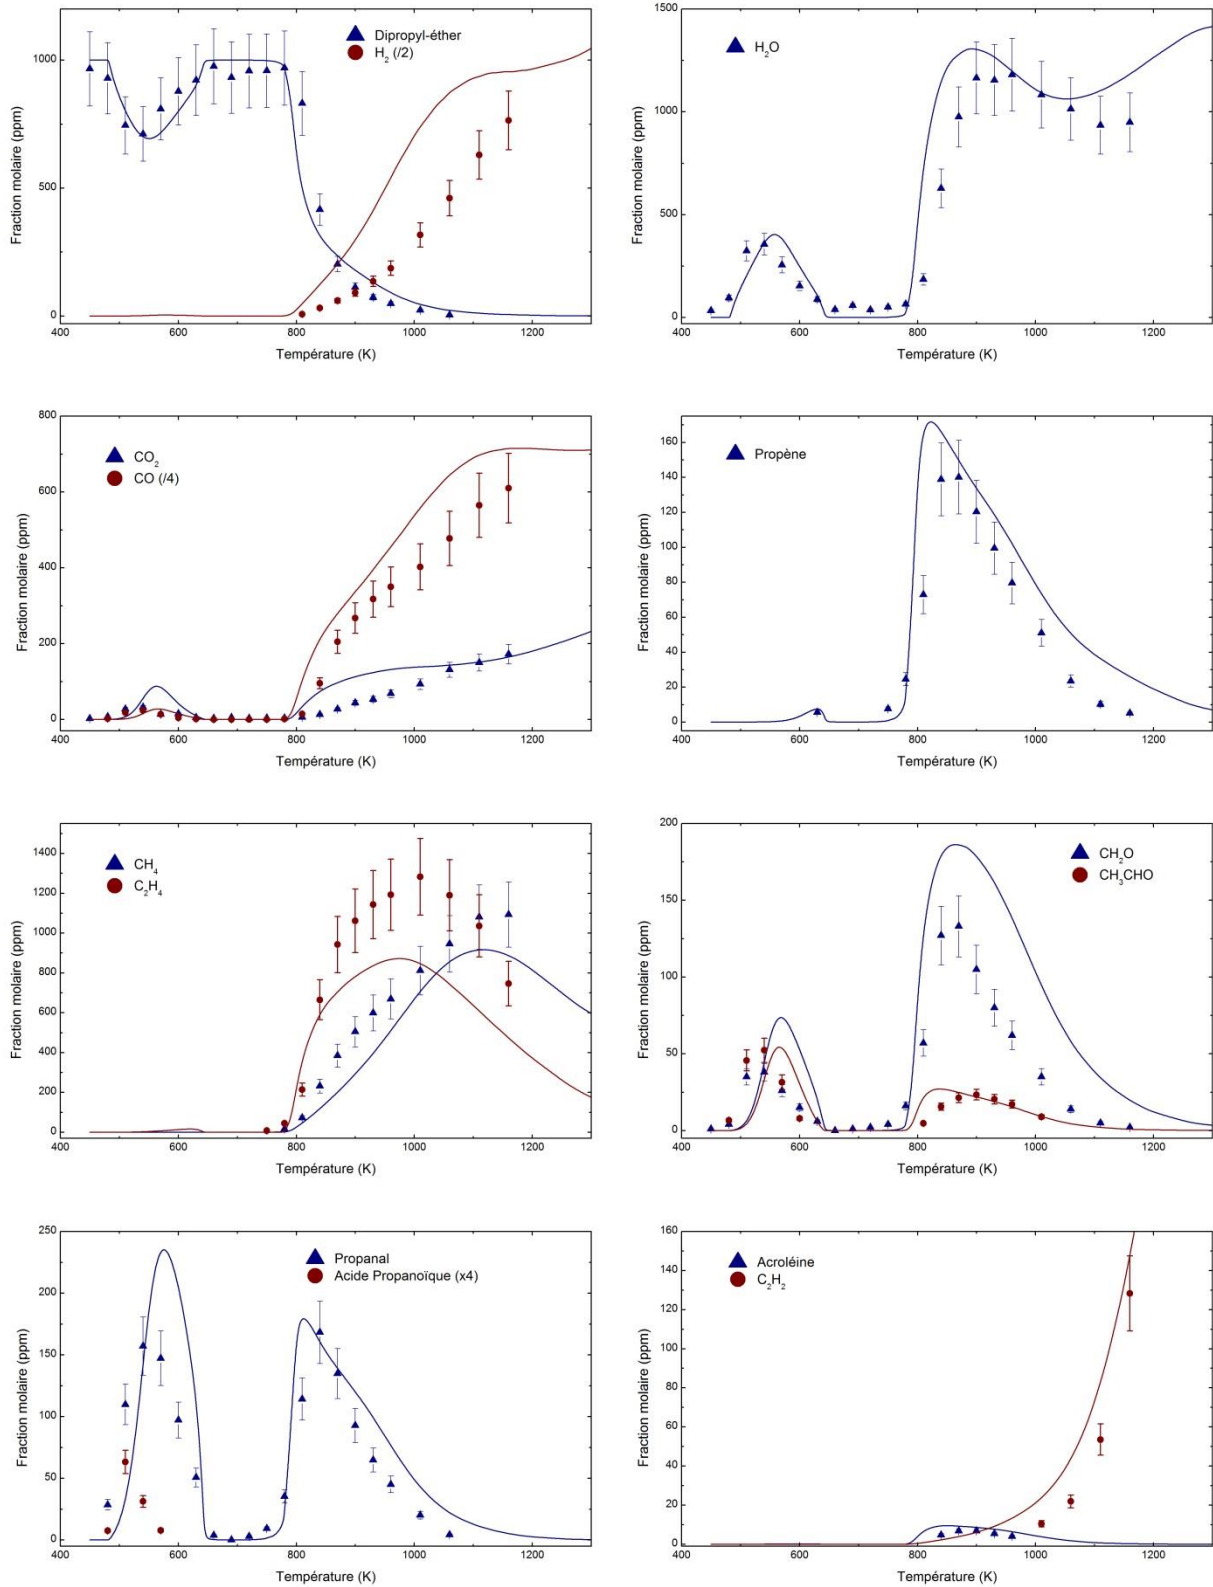 Dipropyl-éther
H₂ (/2)
Fraction molaire (ppm)
1000
500
0
400 600 800 1000 1200
Température (K)
H₂O
Fraction molaire (ppm)
1500
1000
500
0
400 600 800 1000 1200
Température (K)
CO₂
CO (/4)
Fraction molaire (ppm)
800
600
400
200
0
400 600 800 1000 1200
Température (K)
Propène
Fraction molaire (ppm)
160
140
120
100
80
60
40
20
0
400 600 800 1000 1200
Température (K)
CH₄
C₂H₄
Fraction molaire (ppm)
1400
1200
1000
800
600
400
200
0
400 600 800 1000 1200
Température (K)
CH₂O
CH₃CHO
Fraction molaire (ppm)
200
150
100
50
0
400 600 800 1000 1200
Température (K)
Propanal
Acide Propanoïque (x4)
Fraction molaire (ppm)
250
200
150
100
50
0
400 600 800 1000 1200
Température (K)
Acroléine
C₂H₂
Fraction molaire (ppm)
160
140
120
100
80
60
40
20
0
400 600 800 1000 1200
Température (K)